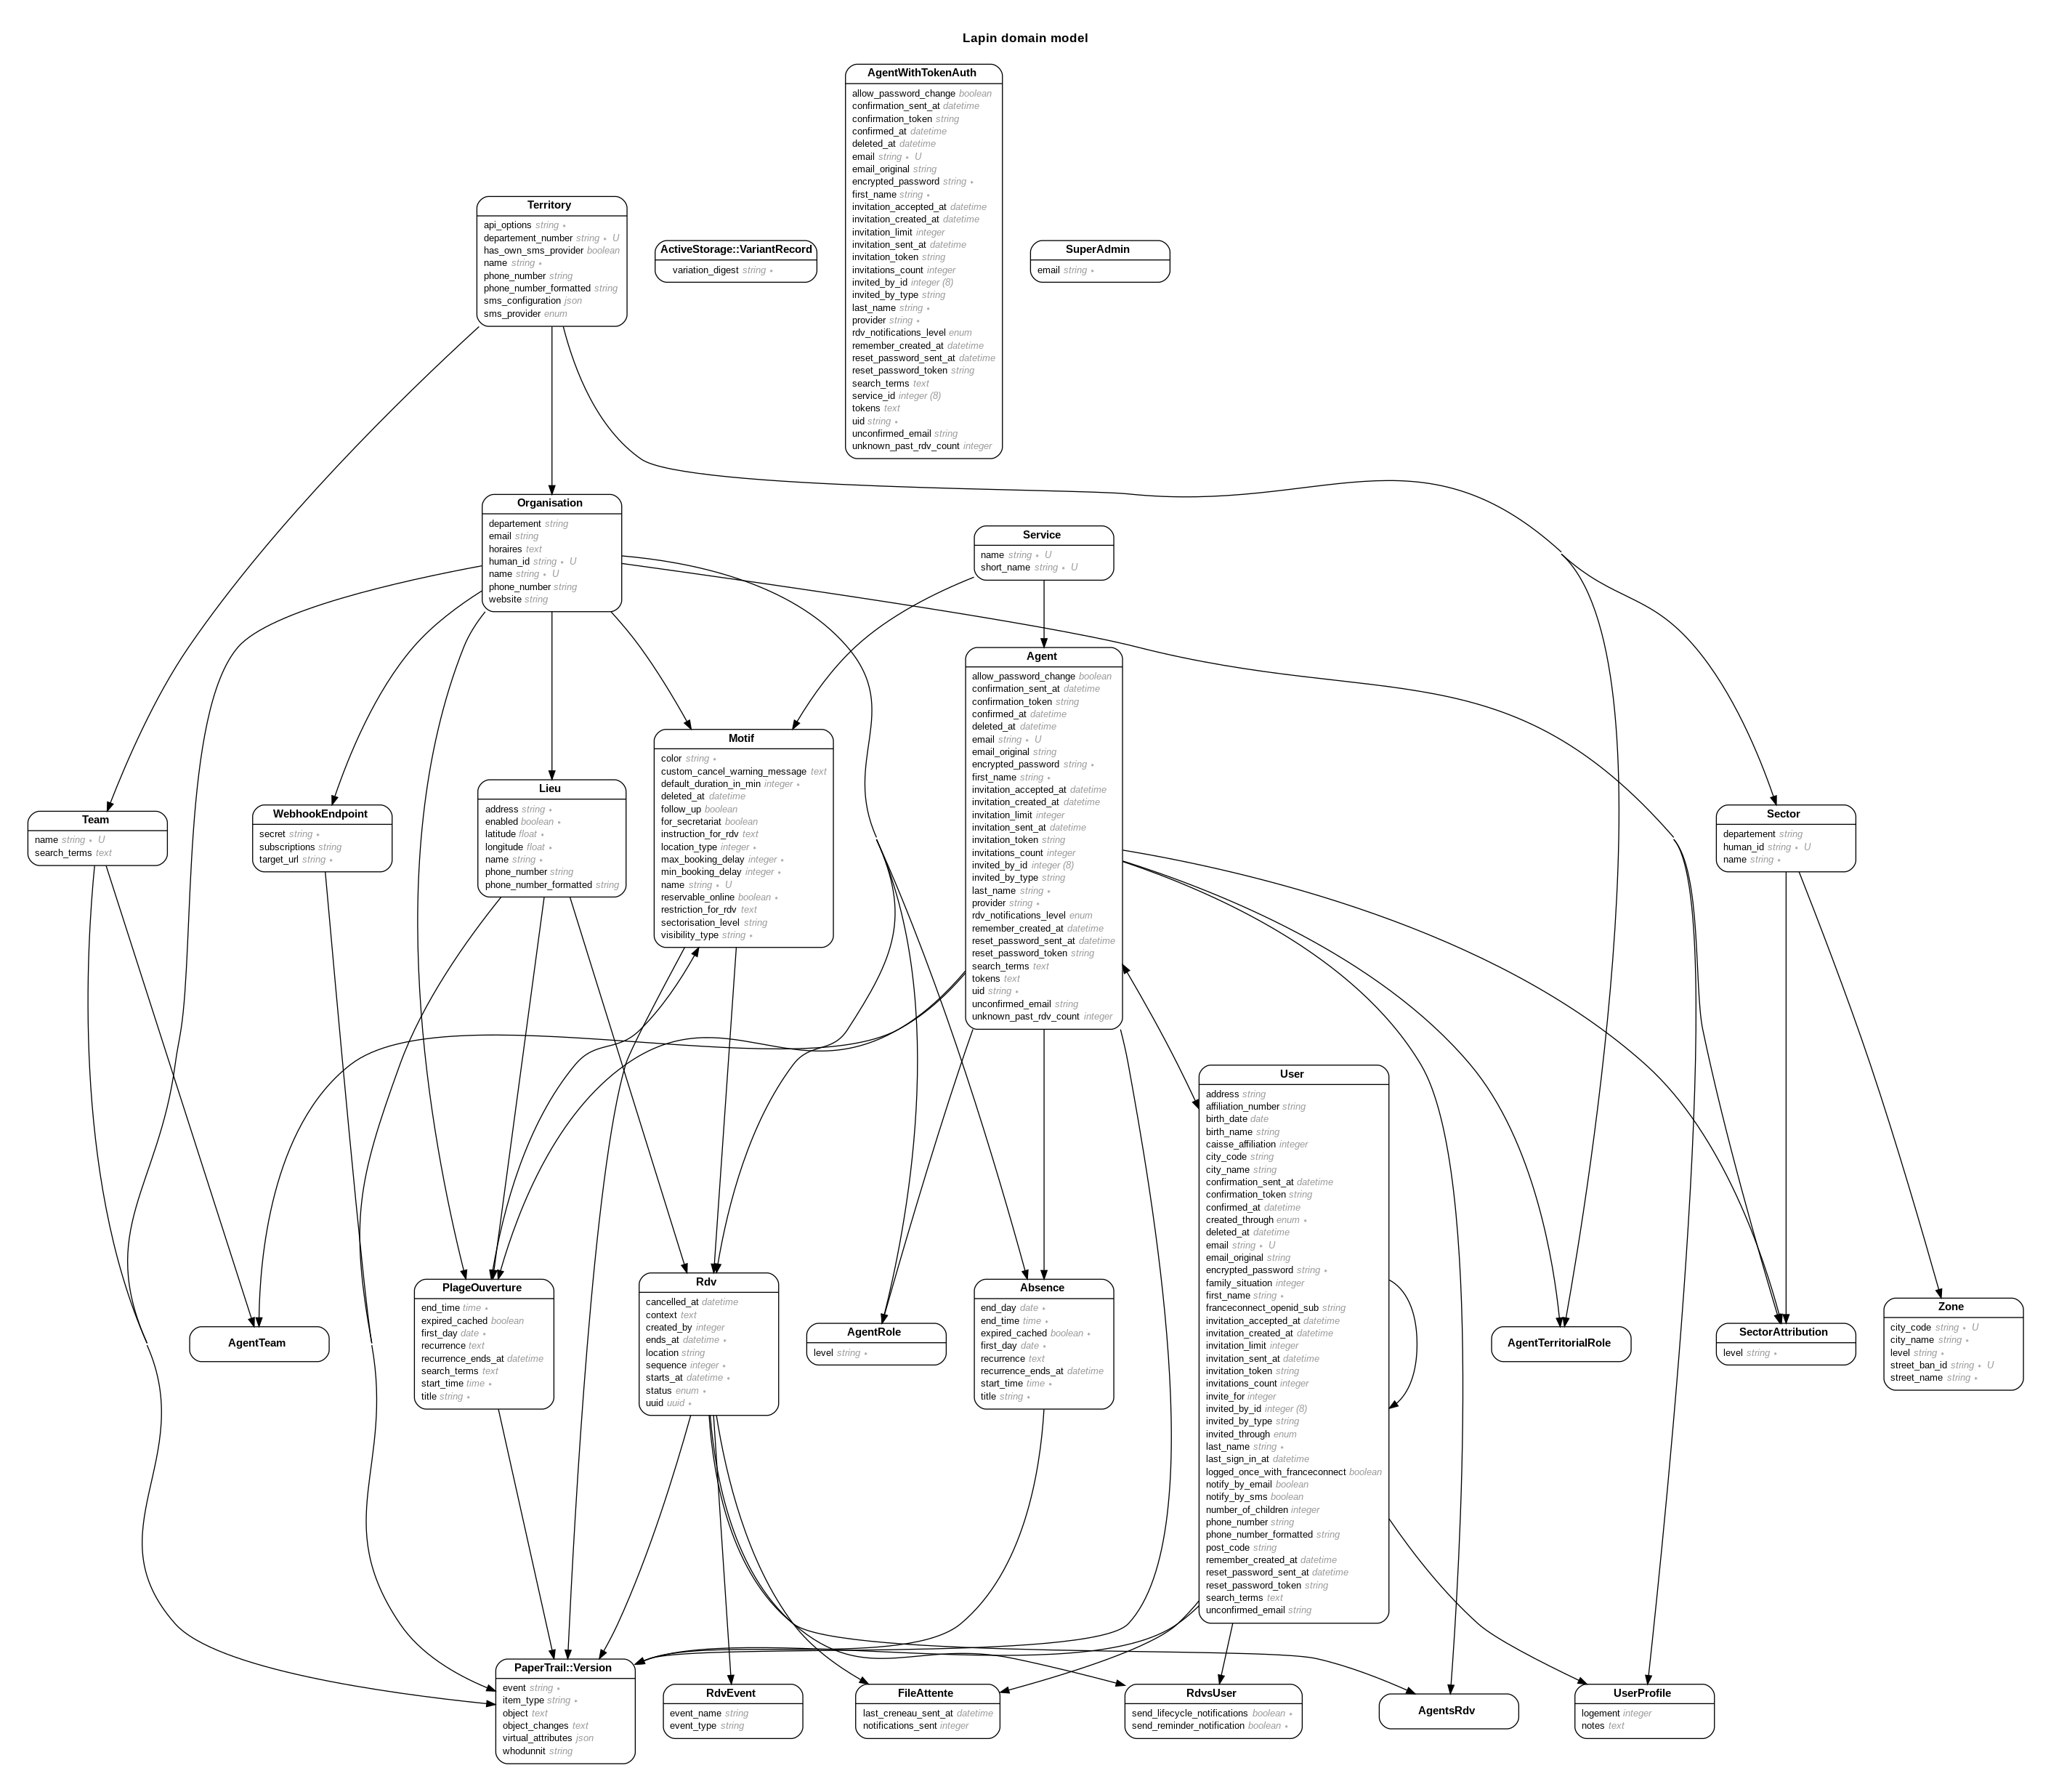 Lapin domain model
AgentWithTokenAuth
allow_password_change boolean
confirmation_sent_at datetime
confirmation_token string
confirmed_at datetime
deleted_at datetime
email string ∗ U
email_original string
encrypted_password string ∗
first_name string ∗
invitation_accepted_at datetime
invitation_created_at datetime
invitation_limit integer
invitation_sent_at datetime
invitation_token string
invitations_count integer
invited_by_id integer (8)
invited_by_type string
last_name string ∗
provider string ∗
rdv_notifications_level enum
remember_created_at datetime
reset_password_sent_at datetime
reset_password_token string
search_terms text
service_id integer (8)
tokens text
uid string ∗
unconfirmed_email string
unknown_past_rdv_count integer
Territory
api_options string ∗
departement_number string ∗ U
has_own_sms_provider boolean
name string ∗
phone_number string
phone_number_formatted string
sms_configuration json
sms_provider enum
ActiveStorage::VariantRecord
variation_digest string ∗
SuperAdmin
email string ∗
Organisation
departement string
email string
horaires text
human_id string ∗ U
name string ∗ U
phone_number string
website string
Service
name string ∗ U
short_name string ∗ U
Agent
allow_password_change boolean
confirmation_sent_at datetime
confirmation_token string
confirmed_at datetime
deleted_at datetime
email string ∗ U
email_original string
encrypted_password string ∗
first_name string ∗
invitation_accepted_at datetime
invitation_created_at datetime
invitation_limit integer
invitation_sent_at datetime
invitation_token string
invitations_count integer
invited_by_id integer (8)
invited_by_type string
last_name string ∗
provider string ∗
rdv_notifications_level enum
remember_created_at datetime
reset_password_sent_at datetime
reset_password_token string
search_terms text
tokens text
uid string ∗
unconfirmed_email string
unknown_past_rdv_count integer
Motif
color string ∗
custom_cancel_warning_message text
default_duration_in_min integer ∗
deleted_at datetime
follow_up boolean
for_secretariat boolean
instruction_for_rdv text
location_type integer ∗
max_booking_delay integer ∗
min_booking_delay integer ∗
name string ∗ U
reservable_online boolean ∗
restriction_for_rdv text
sectorisation_level string
visibility_type string ∗
Lieu
address string ∗
enabled boolean ∗
latitude float ∗
longitude float ∗
name string ∗
phone_number string
phone_number_formatted string
Team
name string ∗ U
search_terms text
WebhookEndpoint
secret string ∗
subscriptions string
target_url string ∗
Sector
departement string
human_id string ∗ U
name string ∗
User
address string
affiliation_number string
birth_date date
birth_name string
caisse_affiliation integer
city_code string
city_name string
confirmation_sent_at datetime
confirmation_token string
confirmed_at datetime
created_through enum ∗
deleted_at datetime
email string ∗ U
email_original string
encrypted_password string ∗
family_situation integer
first_name string ∗
franceconnect_openid_sub string
invitation_accepted_at datetime
invitation_created_at datetime
invitation_limit integer
invitation_sent_at datetime
invitation_token string
invitations_count integer
invite_for integer
invited_by_id integer (8)
invited_by_type string
invited_through enum
last_name string ∗
last_sign_in_at datetime
logged_once_with_franceconnect boolean
notify_by_email boolean
notify_by_sms boolean
number_of_children integer
phone_number string
phone_number_formatted string
post_code string
remember_created_at datetime
reset_password_sent_at datetime
reset_password_token string
search_terms text
unconfirmed_email string
PlageOuverture
end_time time ∗
expired_cached boolean
first_day date ∗
recurrence text
recurrence_ends_at datetime
search_terms text
start_time time ∗
title string ∗
Rdv
cancelled_at datetime
context text
created_by integer
ends_at datetime ∗
location string
sequence integer ∗
starts_at datetime ∗
status enum ∗
uuid uuid ∗
Absence
end_day date ∗
end_time time ∗
expired_cached boolean ∗
first_day date ∗
recurrence text
recurrence_ends_at datetime
start_time time ∗
title string ∗
AgentTeam
AgentRole
level string ∗
AgentTerritorialRole
SectorAttribution
level string ∗
Zone
city_code string ∗ U
city_name string ∗
level string ∗
street_ban_id string ∗ U
street_name string ∗
PaperTrail::Version
event string ∗
item_type string ∗
object text
object_changes text
virtual_attributes json
whodunnit string
RdvEvent
event_name string
event_type string
FileAttente
last_creneau_sent_at datetime
notifications_sent integer
RdvsUser
send_lifecycle_notifications boolean ∗
send_reminder_notification boolean ∗
AgentsRdv
UserProfile
logement integer
notes text